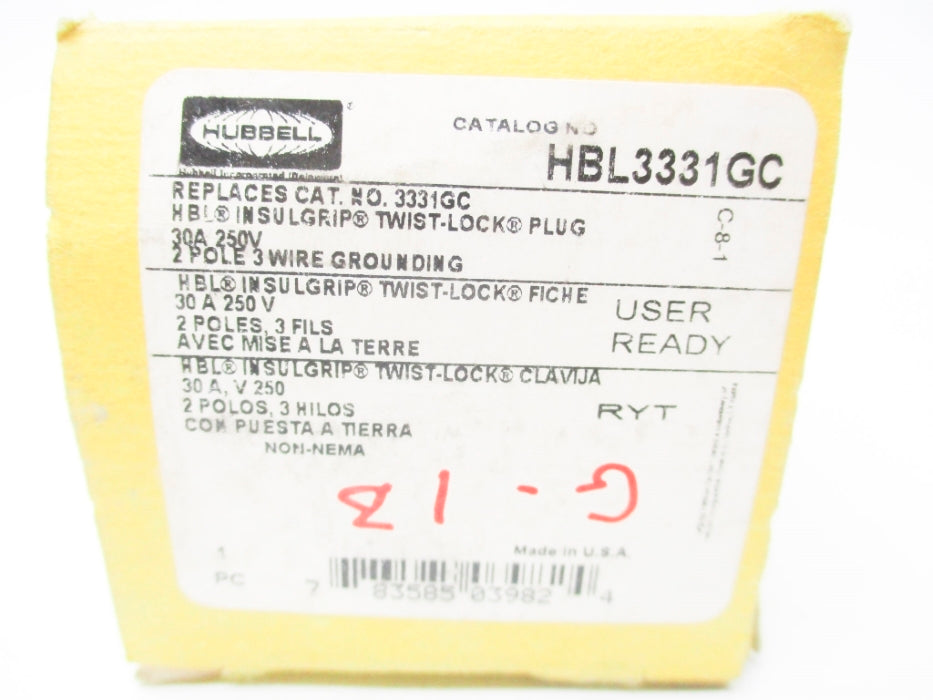 HUBBELL
CATALOG NO
HBL3331GC
Hubbell Incorporated
REPLACES CAT. NO. 3331GC
HBL® INSULGRIP® TWIST-LOCK® PLUG
30A 250V
2 POLE 3 WIRE GROUNDING
C-8-1
HBL® INSULGRIP® TWIST-LOCK® FICHE
30 A 250 V
2 POLES, 3 FILS
AVEC MISE A LA TERRE
USER
READY
HBL® INSULGRIP® TWIST-LOCK® CLAVIJA
30 A, V 250
2 POLOS, 3 HILOS
CON PUESTA A TIERRA
NON-NEMA
RYT
G-1B
Made in U.S.A.
1
PC
7 83585 03982 4